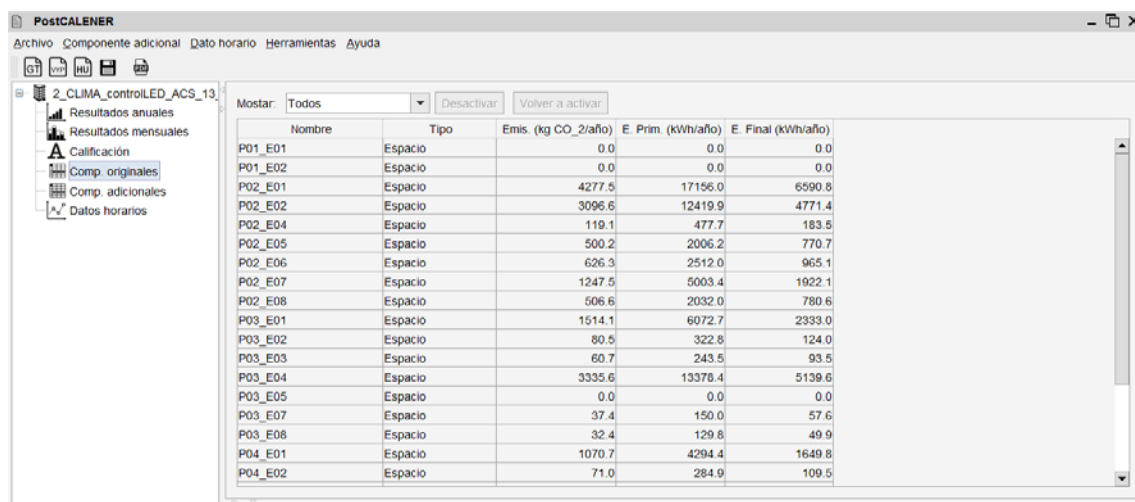 PostCALENER
Archivo Componente adicional Dato horario Herramientas Ayuda
GT VYP HU PDF
2_CLIMA_controlLED_ACS_13_
Resultados anuales
Resultados mensuales
Calificación
Comp. originales
Comp. adicionales
Datos horarios
Mostar: Todos Desactivar Volver a activar
Nombre Tipo Emis. (kg CO_2/año) E. Prim. (kWh/año) E. Final (kWh/año)
P01_E01 Espacio 0.0 0.0 0.0
P01_E02 Espacio 0.0 0.0 0.0
P02_E01 Espacio 4277.5 17156.0 6590.8
P02_E02 Espacio 3096.6 12419.9 4771.4
P02_E04 Espacio 119.1 477.7 183.5
P02_E05 Espacio 500.2 2006.2 770.7
P02_E06 Espacio 626.3 2512.0 965.1
P02_E07 Espacio 1247.5 5003.4 1922.1
P02_E08 Espacio 506.6 2032.0 780.6
P03_E01 Espacio 1514.1 6072.7 2333.0
P03_E02 Espacio 80.5 322.8 124.0
P03_E03 Espacio 60.7 243.5 93.5
P03_E04 Espacio 3335.6 13378.4 5139.6
P03_E05 Espacio 0.0 0.0 0.0
P03_E07 Espacio 37.4 150.0 57.6
P03_E08 Espacio 32.4 129.8 49.9
P04_E01 Espacio 1070.7 4294.4 1649.8
P04_E02 Espacio 71.0 284.9 109.5